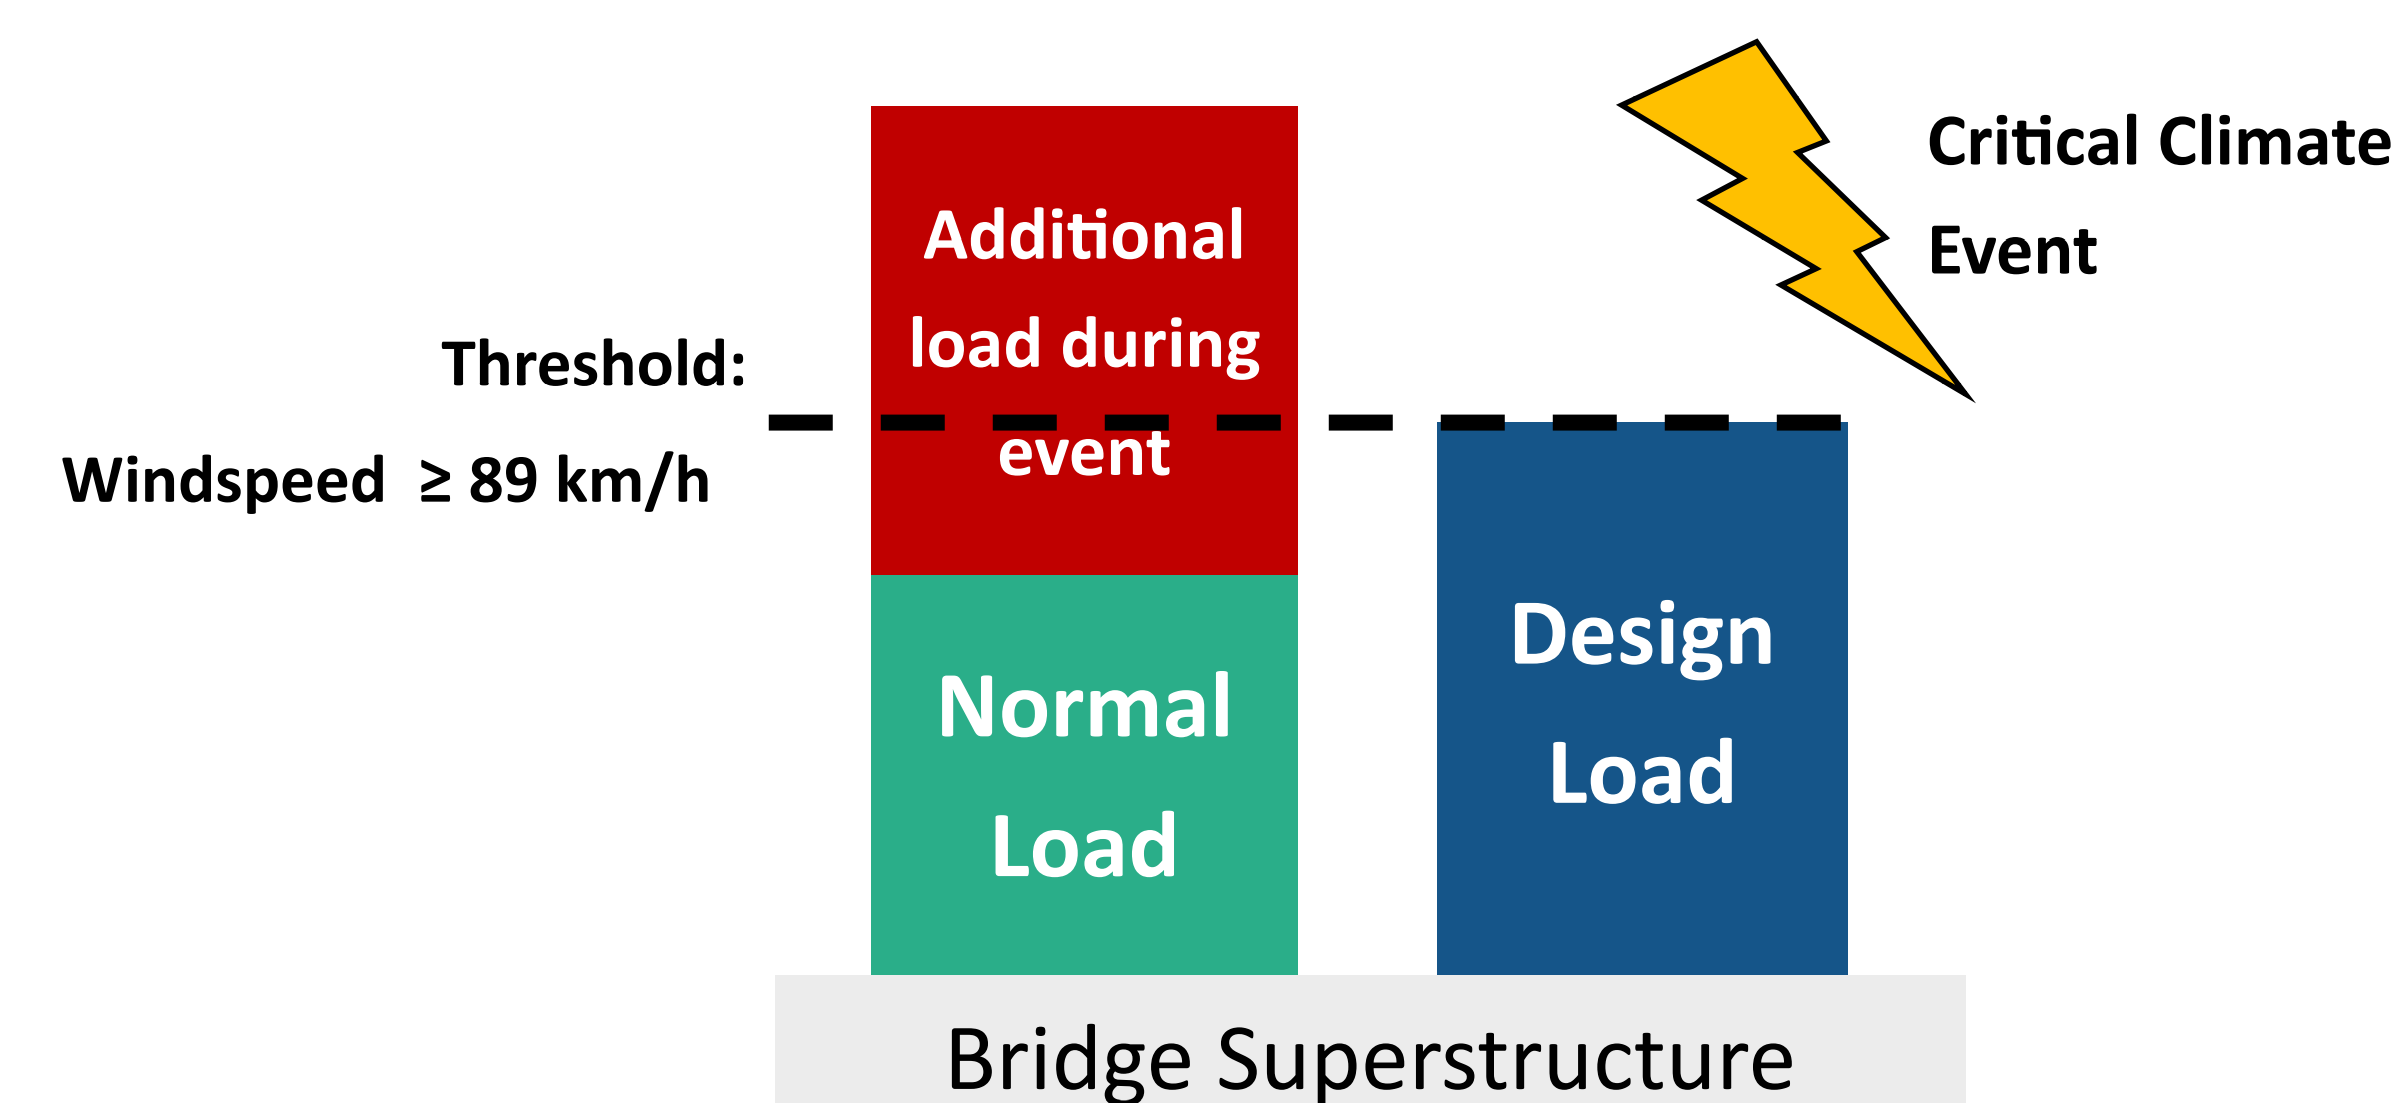 Critical Climate
Event
Additional
load during
event
Threshold:
Windspeed ≥ 89 km/h
Normal
Load
Design
Load
Bridge Superstructure